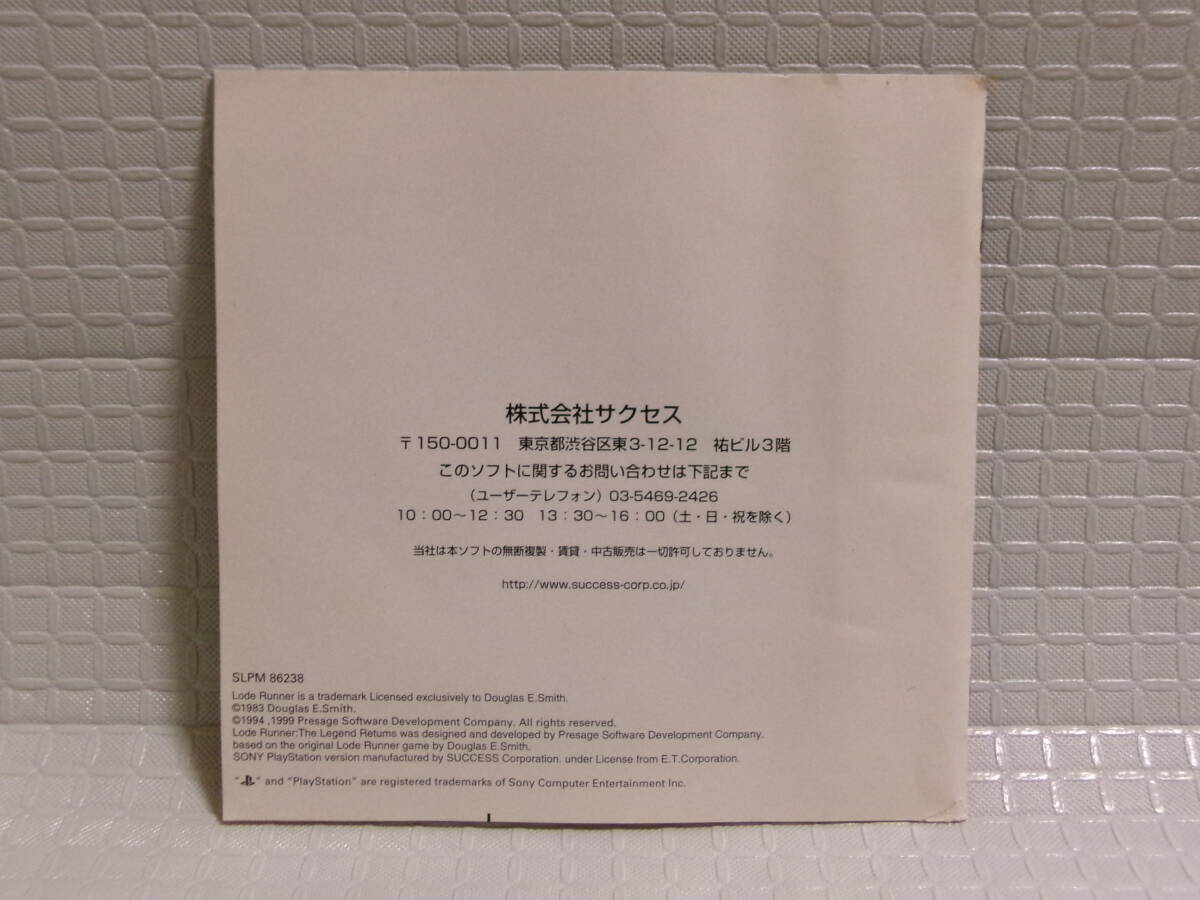 株式会社サクセス
〒150-0011　東京都渋谷区東3-12-12　祐ビル3階
このソフトに関するお問い合わせは下記まで
（ユーザーテレフォン）03-5469-2426
10：00〜12：30　13：30〜16：00（土・日・祝を除く）
当社は本ソフトの無断複製・賃貸・中古販売は一切許可しておりません。
http://www.success-corp.co.jp/
SLPM 86238
Lode Runner is a trademark Licensed exclusively to Douglas E.Smith.
©1983 Douglas E.Smith.
©1994 ,1999 Presage Software Development Company. All rights reserved.
Lode Runner:The Legend Retums was designed and developed by Presage Software Development Company.
based on the original Lode Runner game by Douglas E.Smith.
SONY PlayStation version manufactured by SUCCESS Corporation. under License from E.T.Corporation.
“ ” and “PlayStation” are registered trademarks of Sony Computer Entertainment Inc.